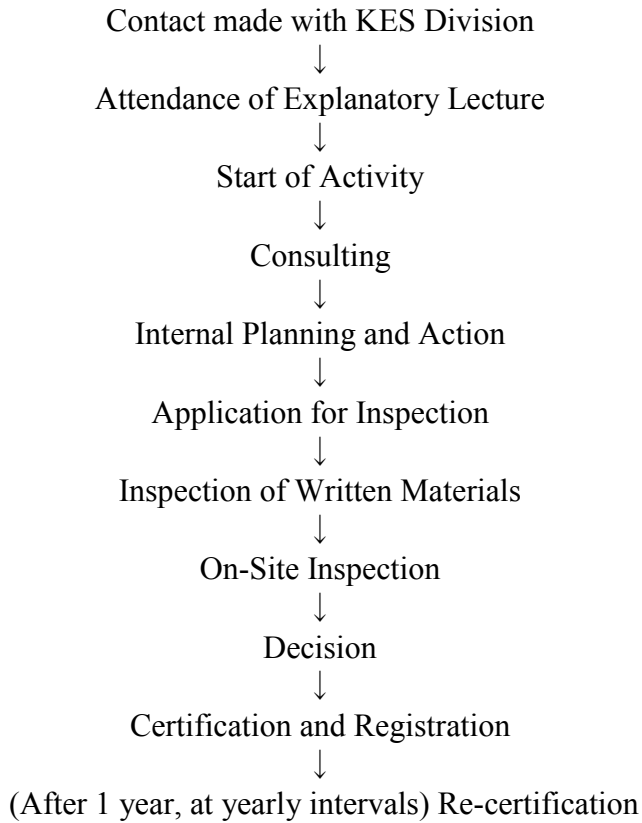 Contact made with KES Division
↓
Attendance of Explanatory Lecture
↓
Start of Activity
↓
Consulting
↓
Internal Planning and Action
↓
Application for Inspection
↓
Inspection of Written Materials
↓
On-Site Inspection
↓
Decision
↓
Certification and Registration
↓
(After 1 year, at yearly intervals) Re-certification